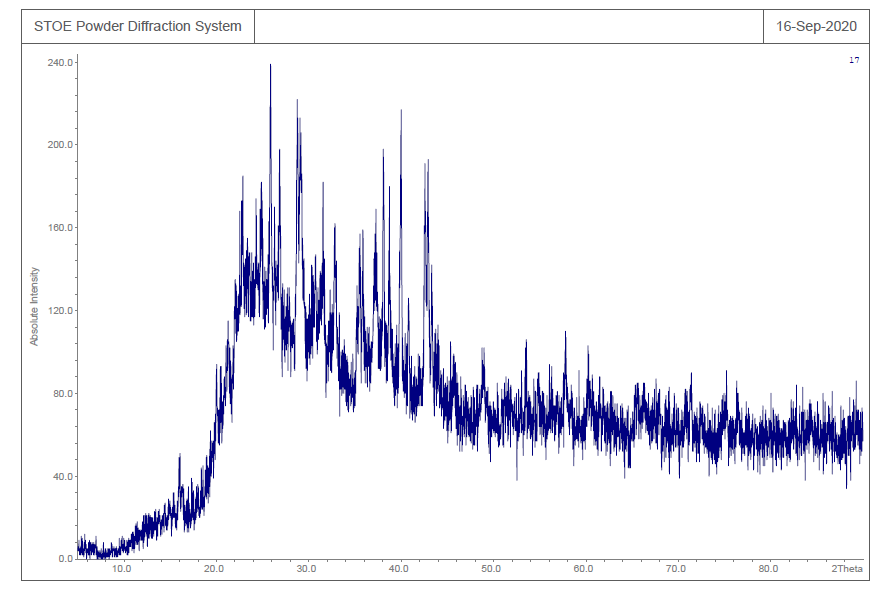 STOE Powder Diffraction System
16-Sep-2020
17
240.0
200.0
160.0
120.0
80.0
40.0
0.0
Absolute Intensity
10.0 20.0 30.0 40.0 50.0 60.0 70.0 80.0 2Theta